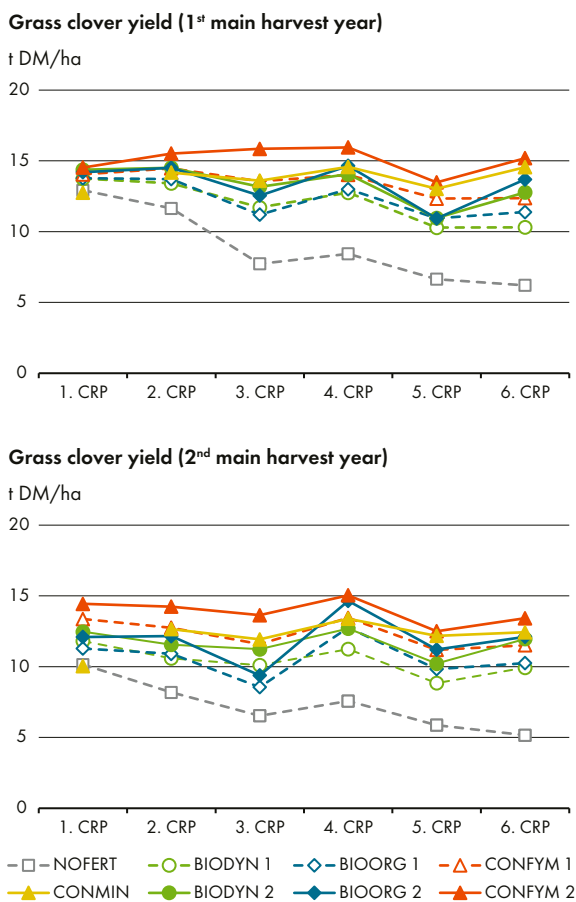 Grass clover yield (1st main harvest year)
t DM/ha
20
15
10
5
0
1. CRP 2. CRP 3. CRP 4. CRP 5. CRP 6. CRP
Grass clover yield (2nd main harvest year)
t DM/ha
20
15
10
5
0
1. CRP 2. CRP 3. CRP 4. CRP 5. CRP 6. CRP
NOFERT BIODYN 1 BIOORG 1 CONFYM 1
CONMIN BIODYN 2 BIOORG 2 CONFYM 2